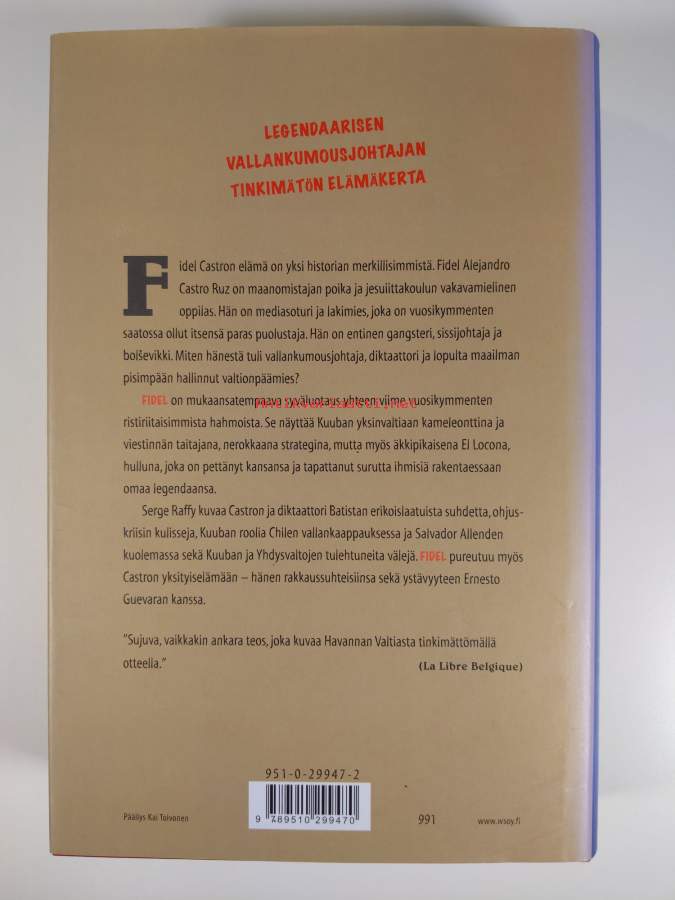 LEGENDAARISEN
VALLANKUMOUSJOHTAJAN
TINKIMÄTÖN ELÄMÄKERTA
Fidel Castron elämä on yksi historian merkillisimmistä. Fidel Alejandro
Castro Ruz on maanomistajan poika ja jesuiittakoulun vakavamielinen
oppilas. Hän on mediasoturi ja lakimies, joka on vuosikymmenten
saatossa ollut itsensä paras puolustaja. Hän on entinen gangsteri, sissijohtaja ja
bolševikki. Miten hänestä tuli vallankumousjohtaja, diktaattori ja lopulta maailman
pisimpään hallinnut valtionpäämies?
FIDEL on mukaansatempaava syväluotaus yhteen viime vuosikymmenten
ristiriitaisimmista hahmoista. Se näyttää Kuuban yksinvaltiaan kameleonttina ja
viestinnän taitajana, nerokkaana strategina, mutta myös äkkipikaisena El Locona,
hulluna, joka on pettänyt kansansa ja tapattanut surutta ihmisiä rakentaessaan
omaa legendaansa.
Serge Raffy kuvaa Castron ja diktaattori Batistan erikoislaatuista suhdetta, ohjus-
kriisin kulisseja, Kuuban roolia Chilen vallankaappauksessa ja Salvador Allenden
kuolemassa sekä Kuuban ja Yhdysvaltojen tulehtuneita välejä. FIDEL pureutuu myös
Castron yksityiselämään – hänen rakkaussuhteisiinsa sekä ystävyyteen Ernesto
Guevaran kanssa.
”Sujuva, vaikkakin ankara teos, joka kuvaa Havannan Valtiasta tinkimättömällä
otteella.”
(La Libre Belgique)
951-0-29947-2
9 789510 299470
Päällys Kai Toivonen
991
www.wsoy.fi